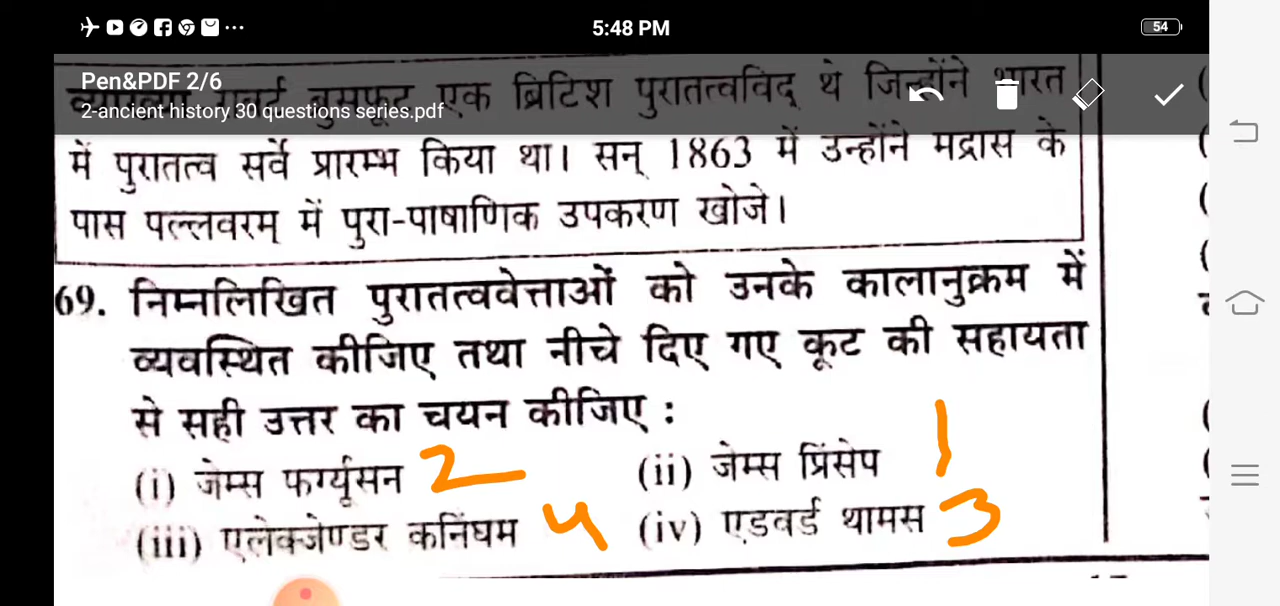 5:48 PM
54
Pen&PDF 2/6
2-ancient history 30 questions series.pdf
एक ब्रिटिश पुरातत्वविद् थे जिन्होंने भारत
में पुरातत्व सर्वे प्रारम्भ किया था। सन् 1863 में उन्होंने मद्रास के
पास पल्लवरम् में पुरा-पाषाणिक उपकरण खोजे।
69. निम्नलिखित पुरातत्ववेत्ताओं को उनके कालानुक्रम में
व्यवस्थित कीजिए तथा नीचे दिए गए कूट की सहायता
से सही उत्तर का चयन कीजिए :
(i) जेम्स फर्ग्यूसन 2 (ii) जेम्स प्रिंसेप 1
(iii) एलेक्जेण्डर कनिंघम 4 (iv) एडवर्ड थामस 3